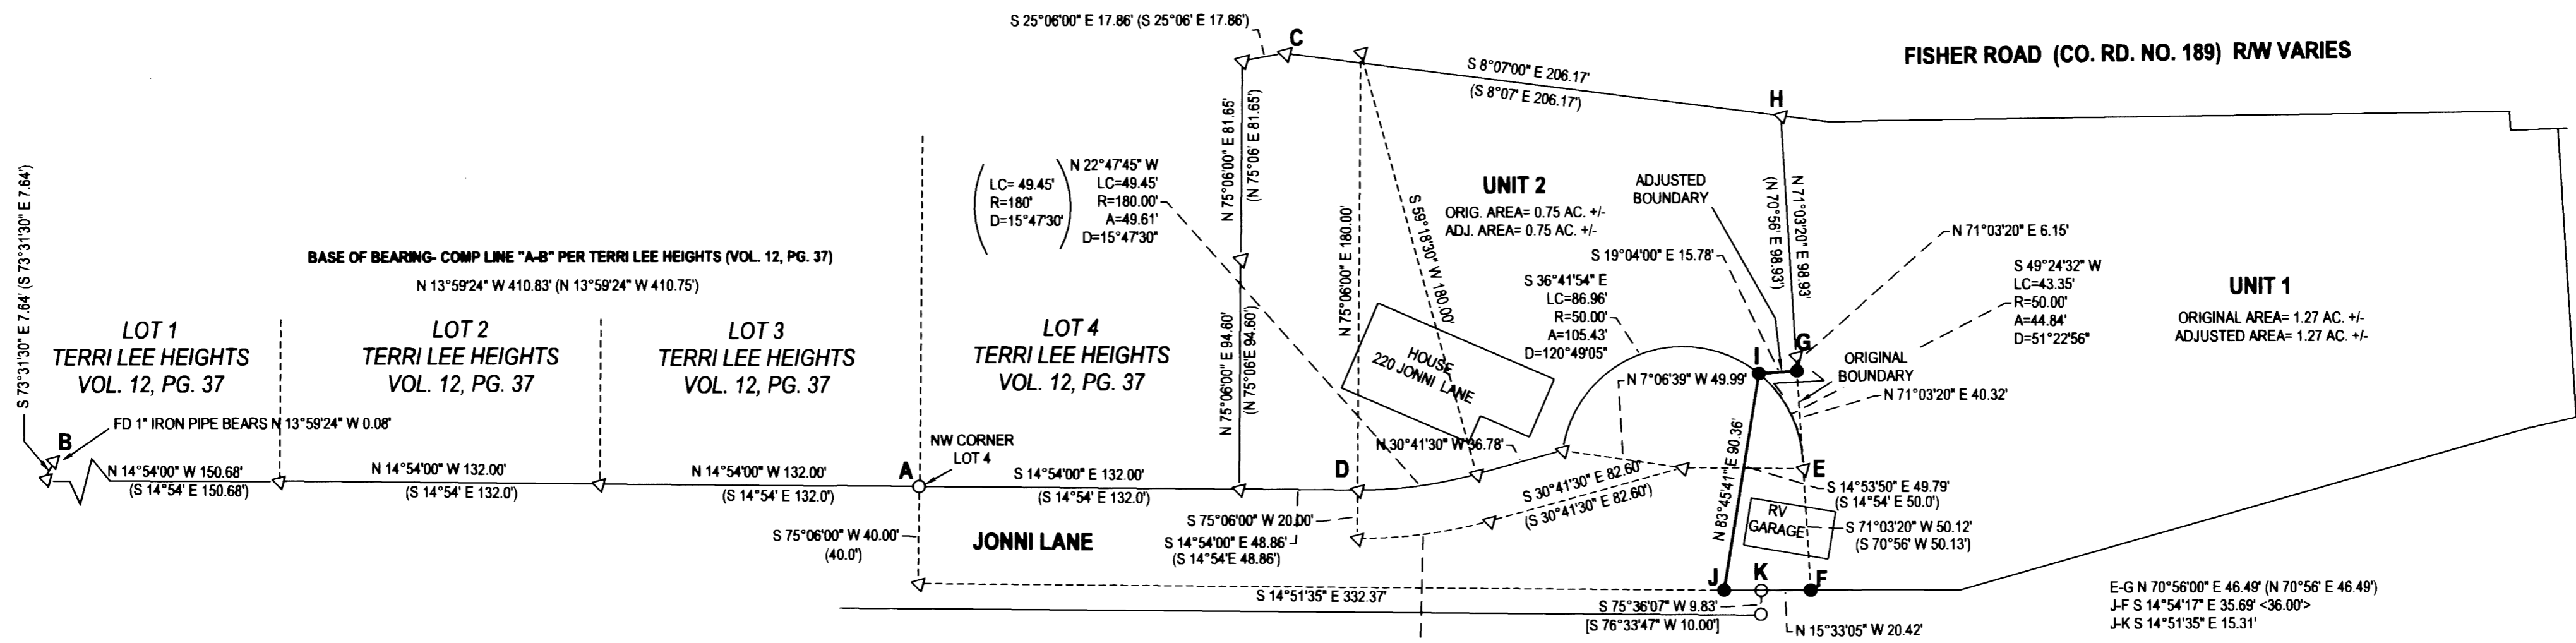 S 25°06'00" E 17.86' (S 25°06' E 17.86')
C
FISHER ROAD (CO. RD. NO. 189) R/W VARIES
S 8°07'00" E 206.17'
(S 8°07' E 206.17')
H
S 73°31'30" E 7.64' (S 73°31'30" E 7.64')
BASE OF BEARING- COMP LINE "A-B" PER TERRI LEE HEIGHTS (VOL. 12, PG. 37)
N 13°59'24" W 410.83' (N 13°59'24" W 410.75')
LC= 49.45'
R=180'
D=15°47'30"
N 22°47'45" W
LC=49.45'
R=180.00'
A=49.61'
D=15°47'30"
N 75°06'00" E 81.65'
(N 75°06' E 81.65')
N 75°06'00" E 94.60'
(N 75°06'E 94.60')
N 75°06'00" E 180.00'
S 59°18'30" W 180.00'
UNIT 2
ORIG. AREA= 0.75 AC. +/-
ADJ. AREA= 0.75 AC. +/-
ADJUSTED
BOUNDARY
S 19°04'00" E 15.78'
(N 70°56' E 98.93')
N 71°03'20" E 98.93'
N 71°03'20" E 6.15'
S 36°41'54" E
LC=86.96'
R=50.00'
A=105.43'
D=120°49'05"
S 49°24'32" W
LC=43.35'
R=50.00'
A=44.84'
D=51°22'56"
UNIT 1
ORIGINAL AREA= 1.27 AC. +/-
ADJUSTED AREA= 1.27 AC. +/-
LOT 1
TERRI LEE HEIGHTS
VOL. 12, PG. 37
LOT 2
TERRI LEE HEIGHTS
VOL. 12, PG. 37
LOT 3
TERRI LEE HEIGHTS
VOL. 12, PG. 37
LOT 4
TERRI LEE HEIGHTS
VOL. 12, PG. 37
HOUSE
220 JONNI LANE
N 7°06'39" W 49.99'
I
G
ORIGINAL
BOUNDARY
N 71°03'20" E 40.32'
B
FD 1" IRON PIPE BEARS N 13°59'24" W 0.08'
N 14°54'00" W 150.68'
(S 14°54' E 150.68')
N 14°54'00" W 132.00'
(S 14°54' E 132.0')
N 14°54'00" W 132.00'
(S 14°54' E 132.0')
A
NW CORNER
LOT 4
S 14°54'00" E 132.00'
(S 14°54' E 132.0')
D
N 30°41'30" W 36.78'
S 30°41'30" E 82.60'
(S 30°41'30" E 82.60')
N 83°45'41" E 90.36'
E
S 14°53'50" E 49.79'
(S 14°54' E 50.0')
RV
GARAGE
S 71°03'20" W 50.12'
(S 70°56' W 50.13')
S 75°06'00" W 40.00'
(40.0')
JONNI LANE
S 75°06'00" W 20.00'
S 14°54'00" E 48.86'
(S 14°54'E 48.86')
J
K
F
S 14°51'35" E 332.37'
S 75°36'07" W 9.83'
[S 76°33'47" W 10.00']
N 15°33'05" W 20.42'
E-G N 70°56'00" E 46.49' (N 70°56' E 46.49')
J-F S 14°54'17" E 35.69' <36.00'>
J-K S 14°51'35" E 15.31'